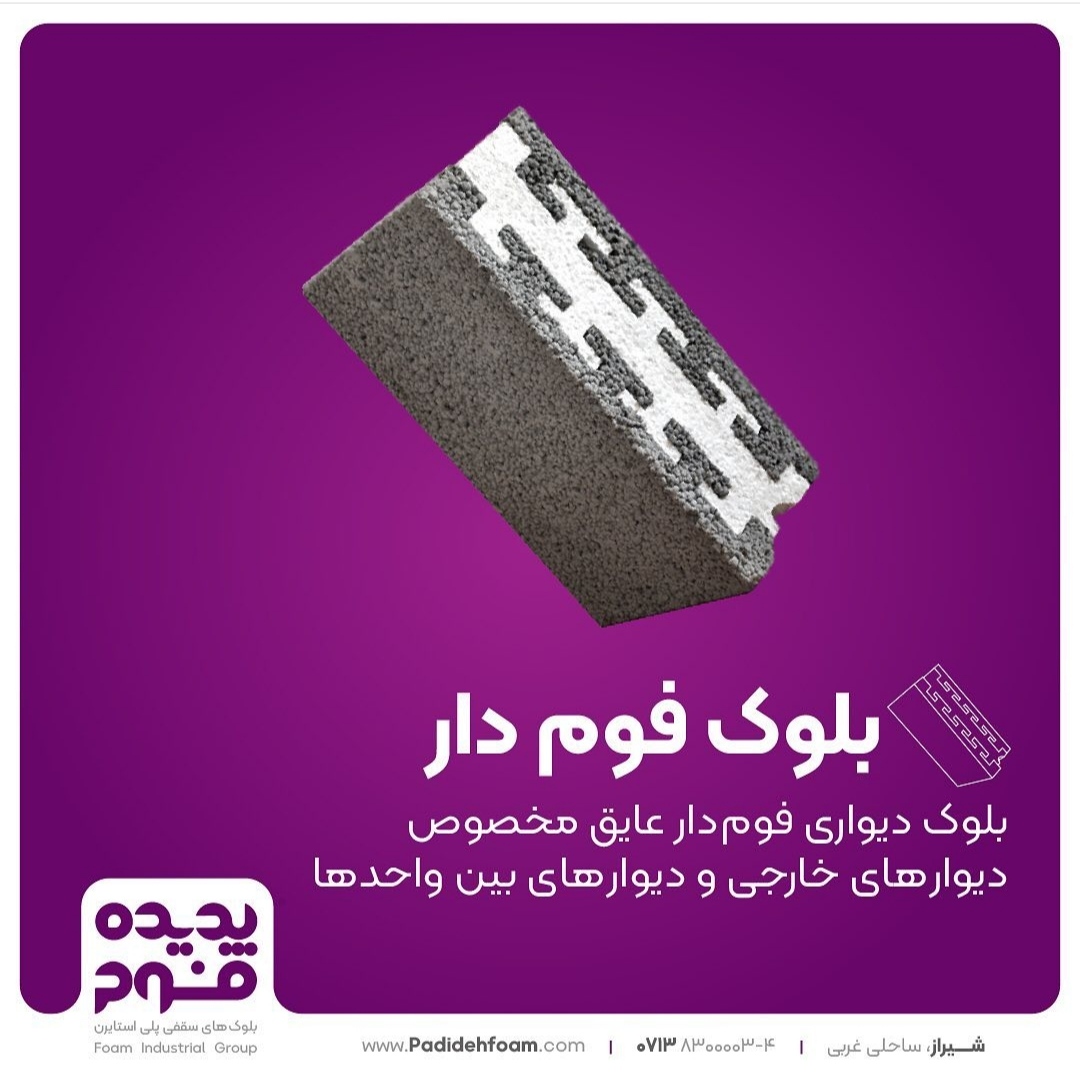 بلوک فوم دار
بلوک دیواری فوم‌دار عایق مخصوص
دیوارهای خارجی و دیوارهای بین واحدها
پدیده
فوم
بلوک‌های سقفی پلی استایرن
Foam Industrial Group
شیراز، ساحلی غربی | ۰۷۱۳ ۸۳۰۰۰۰۳-۴ | www.Padidehfoam.com